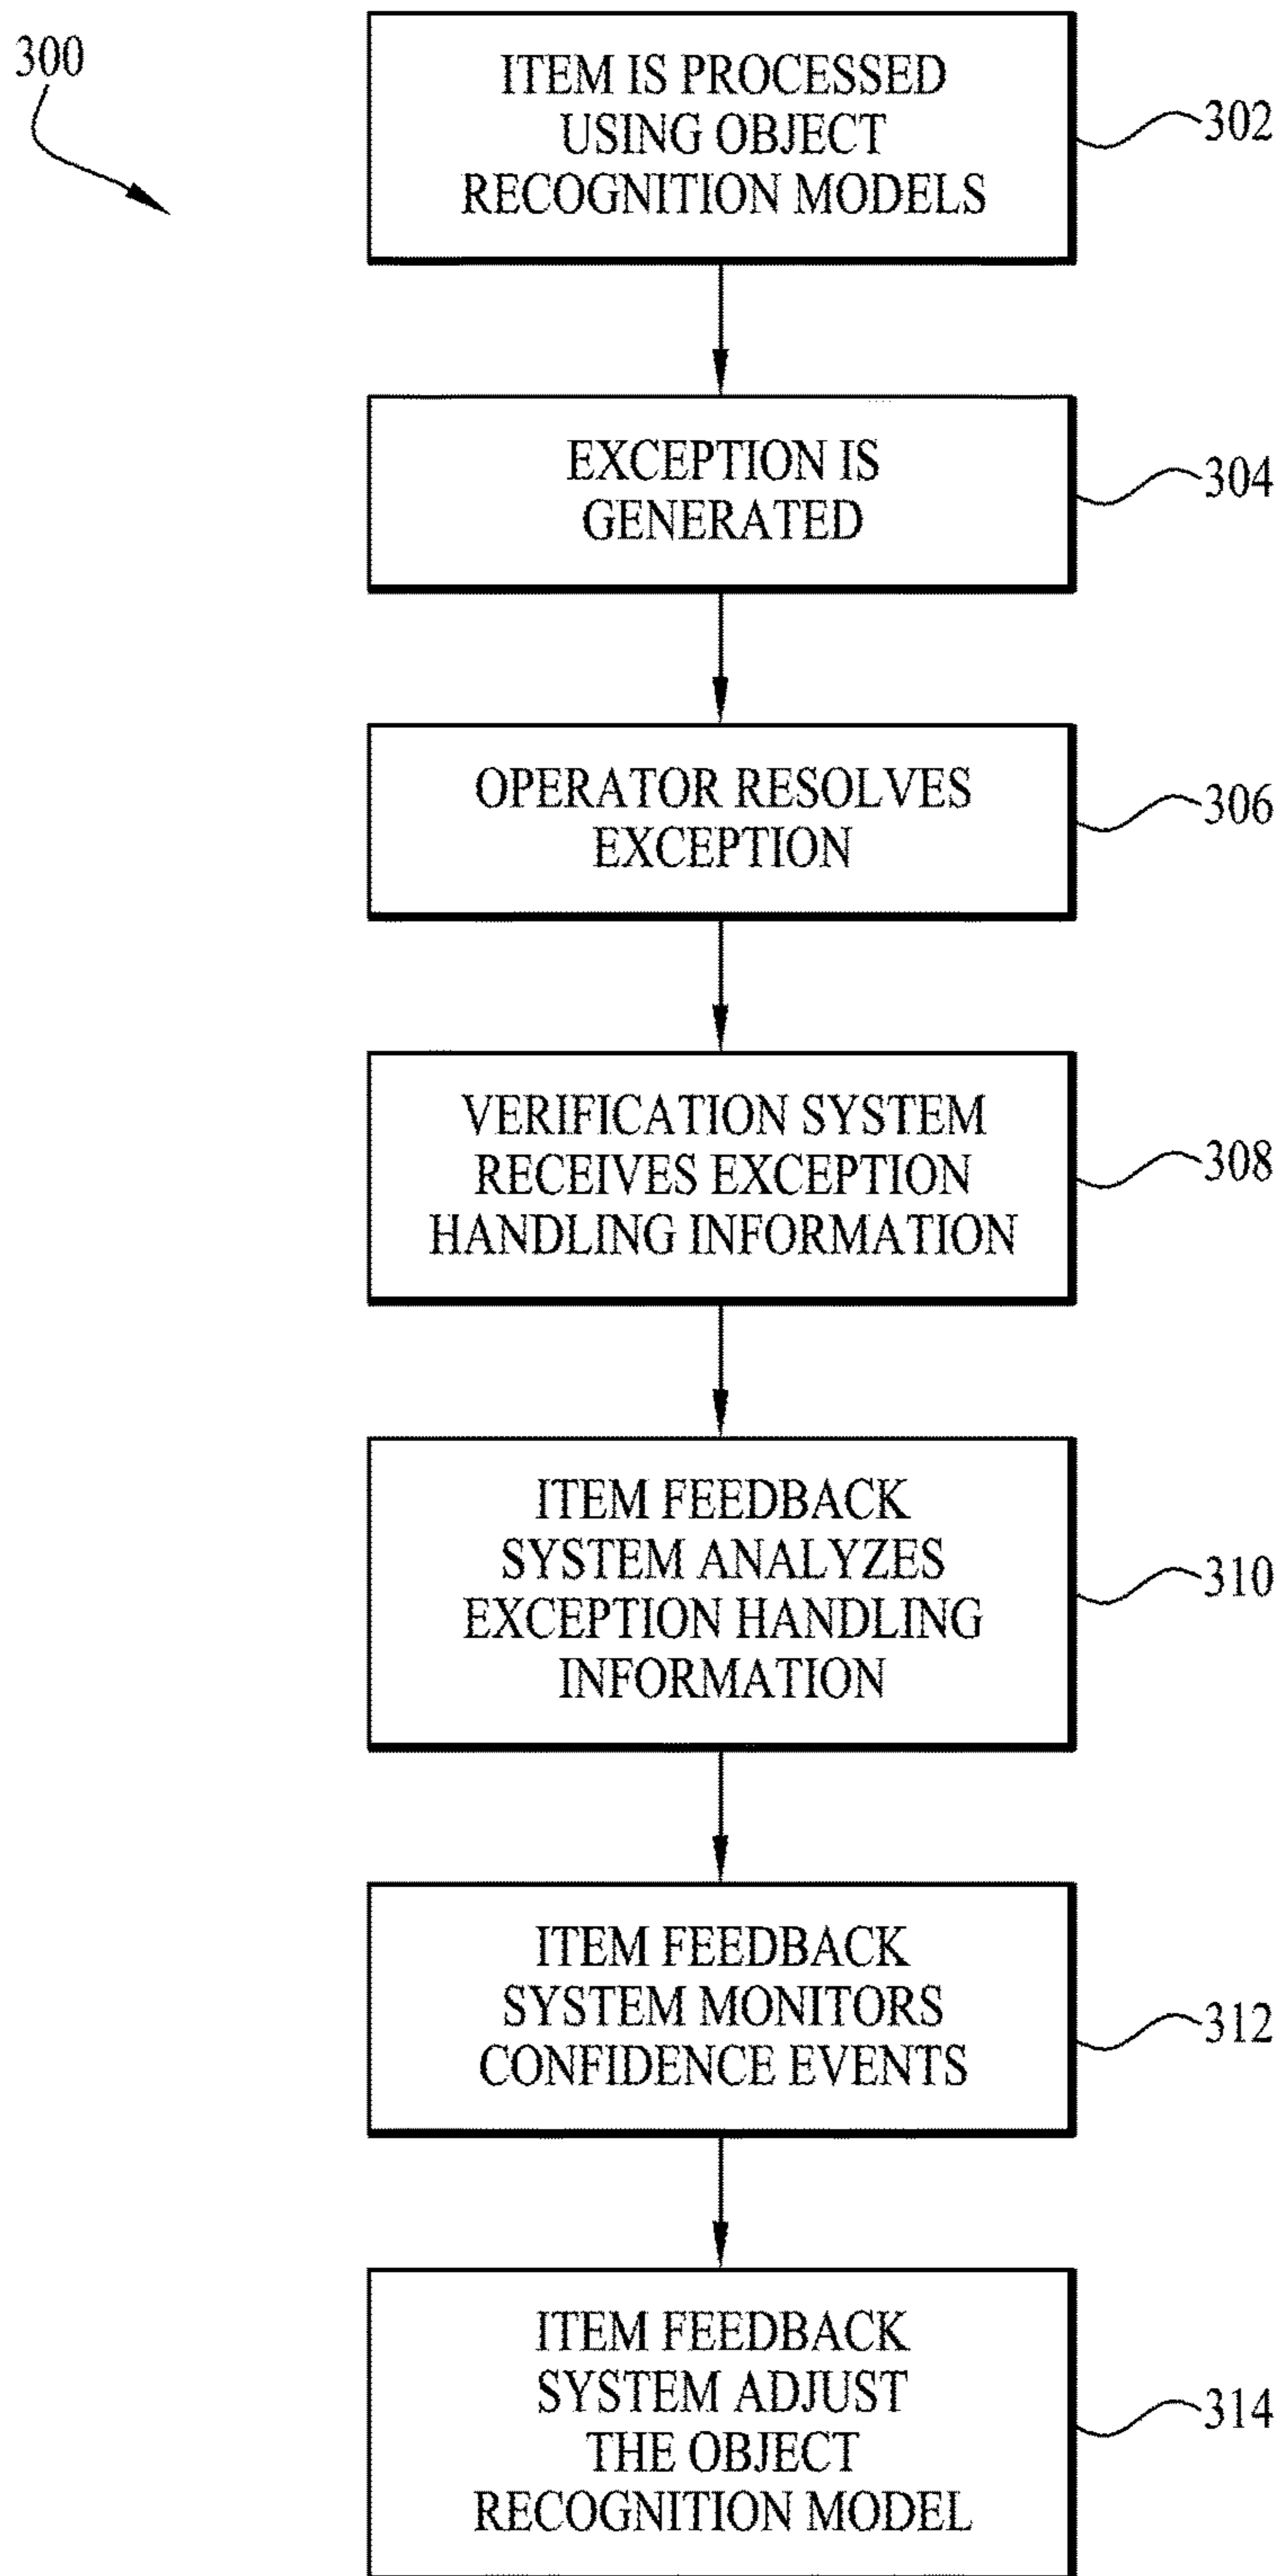 300
ITEM IS PROCESSED
USING OBJECT
RECOGNITION MODELS
302
EXCEPTION IS
GENERATED
304
OPERATOR RESOLVES
EXCEPTION
306
VERIFICATION SYSTEM
RECEIVES EXCEPTION
HANDLING INFORMATION
308
ITEM FEEDBACK
SYSTEM ANALYZES
EXCEPTION HANDLING
INFORMATION
310
ITEM FEEDBACK
SYSTEM MONITORS
CONFIDENCE EVENTS
312
ITEM FEEDBACK
SYSTEM ADJUST
THE OBJECT
RECOGNITION MODEL
314